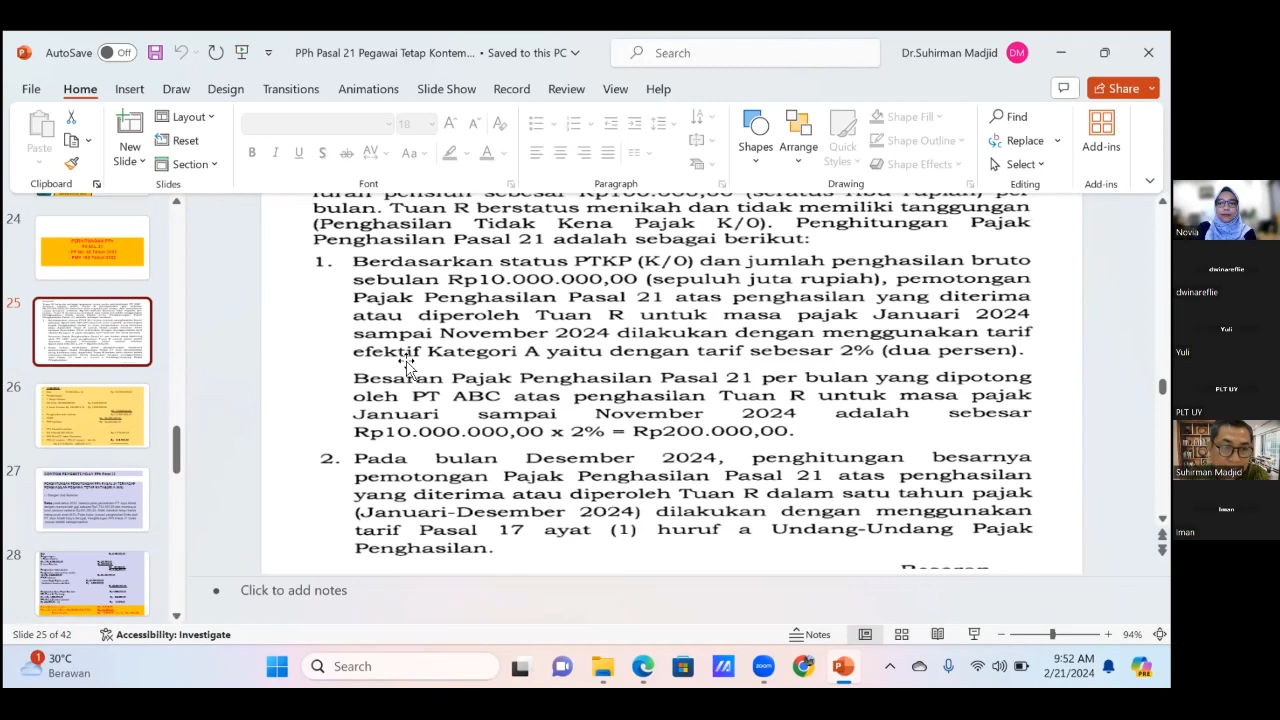 AutoSave
Off
PPh Pasal 21 Pegawai Tetap Kontem... • Saved to this PC
Search
Dr.Suhirman Madjid
DM
File
Home
Insert
Draw
Design
Transitions
Animations
Slide Show
Record
Review
View
Help
Share
Paste
Clipboard
New
Slide
Layout
Reset
Section
Slides
Font
Paragraph
Shapes
Arrange
Quick
Styles
Shape Fill
Shape Outline
Shape Effects
Drawing
Find
Replace
Select
Editing
Add-ins
Add-ins
24
25
26
27
28
bulan. Tuan R berstatus menikah dan tidak memiliki tanggungan
(Penghasilan Tidak Kena Pajak K/0). Penghitungan Pajak
Penghasilan Pasal 21 adalah sebagai berikut:
1. Berdasarkan status PTKP (K/0) dan jumlah penghasilan bruto
sebulan Rp10.000.000,00 (sepuluh juta rupiah), pemotongan
Pajak Penghasilan Pasal 21 atas penghasilan yang diterima
atau diperoleh Tuan R untuk masa pajak Januari 2024
sampai November 2024 dilakukan dengan menggunakan tarif
efektif Kategori A yaitu dengan tarif sebesar 2% (dua persen).
Besaran Pajak Penghasilan Pasal 21 per bulan yang dipotong
oleh PT ABC atas penghasilan Tuan R untuk masa pajak
Januari sampai November 2024 adalah sebesar
Rp10.000.000,00 x 2% = Rp200.000,00.
2. Pada bulan Desember 2024, penghitungan besarnya
pemotongan Pajak Penghasilan Pasal 21 atas penghasilan
yang diterima atau diperoleh Tuan R dalam satu tahun pajak
(Januari-Desember 2024) dilakukan dengan menggunakan
tarif Pasal 17 ayat (1) huruf a Undang-Undang Pajak
Penghasilan.
Click to add notes
Slide 25 of 42
Accessibility: Investigate
Notes
94%
1
30°C
Berawan
Search
zoom
9:52 AM
2/21/2024
PRE
Novia
dwinareflie
dwinareflie
Yuli
Yuli
PLT UY
PLT UY
Suhirman Madjid
Iman
Iman